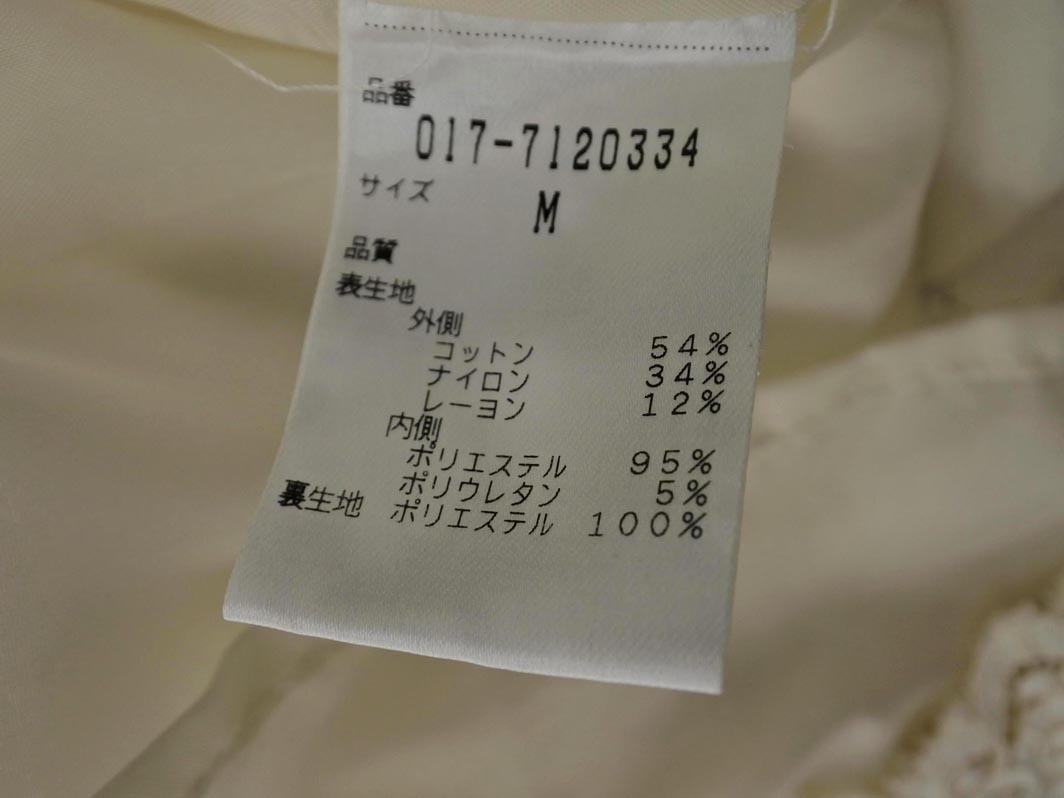 品番
017-7120334
サイズ
M
品質
表生地
外側
コットン 54%
ナイロン 34%
レーヨン 12%
内側
ポリエステル 95%
ポリウレタン 5%
裏生地 ポリエステル 100%